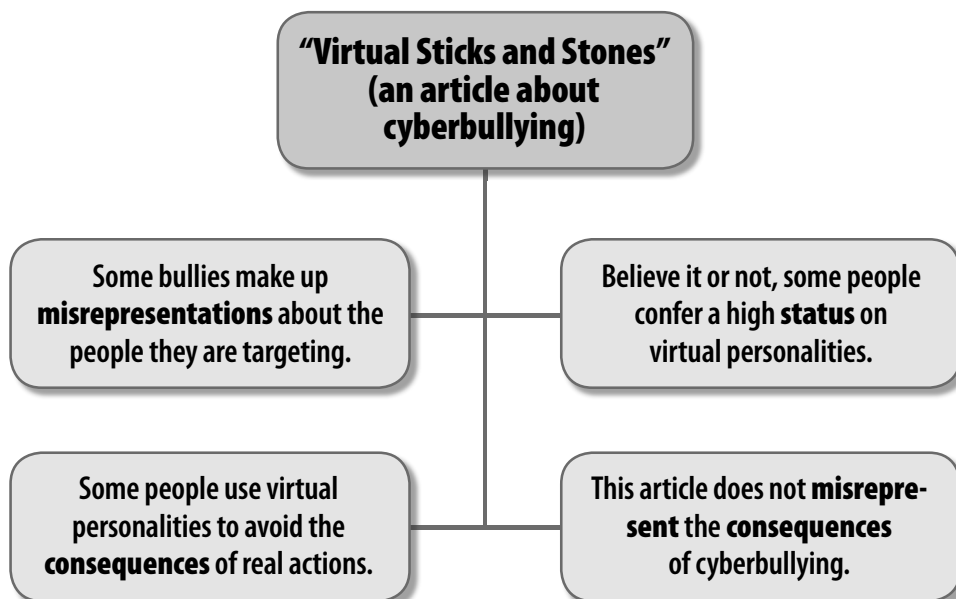 “Virtual Sticks and Stones”
(an article about
cyberbullying)
Some bullies make up
misrepresentations about the
people they are targeting.
Believe it or not, some people
confer a high status on
virtual personalities.
Some people use virtual
personalities to avoid the
consequences of real actions.
This article does not misrepre-
sent the consequences
of cyberbullying.